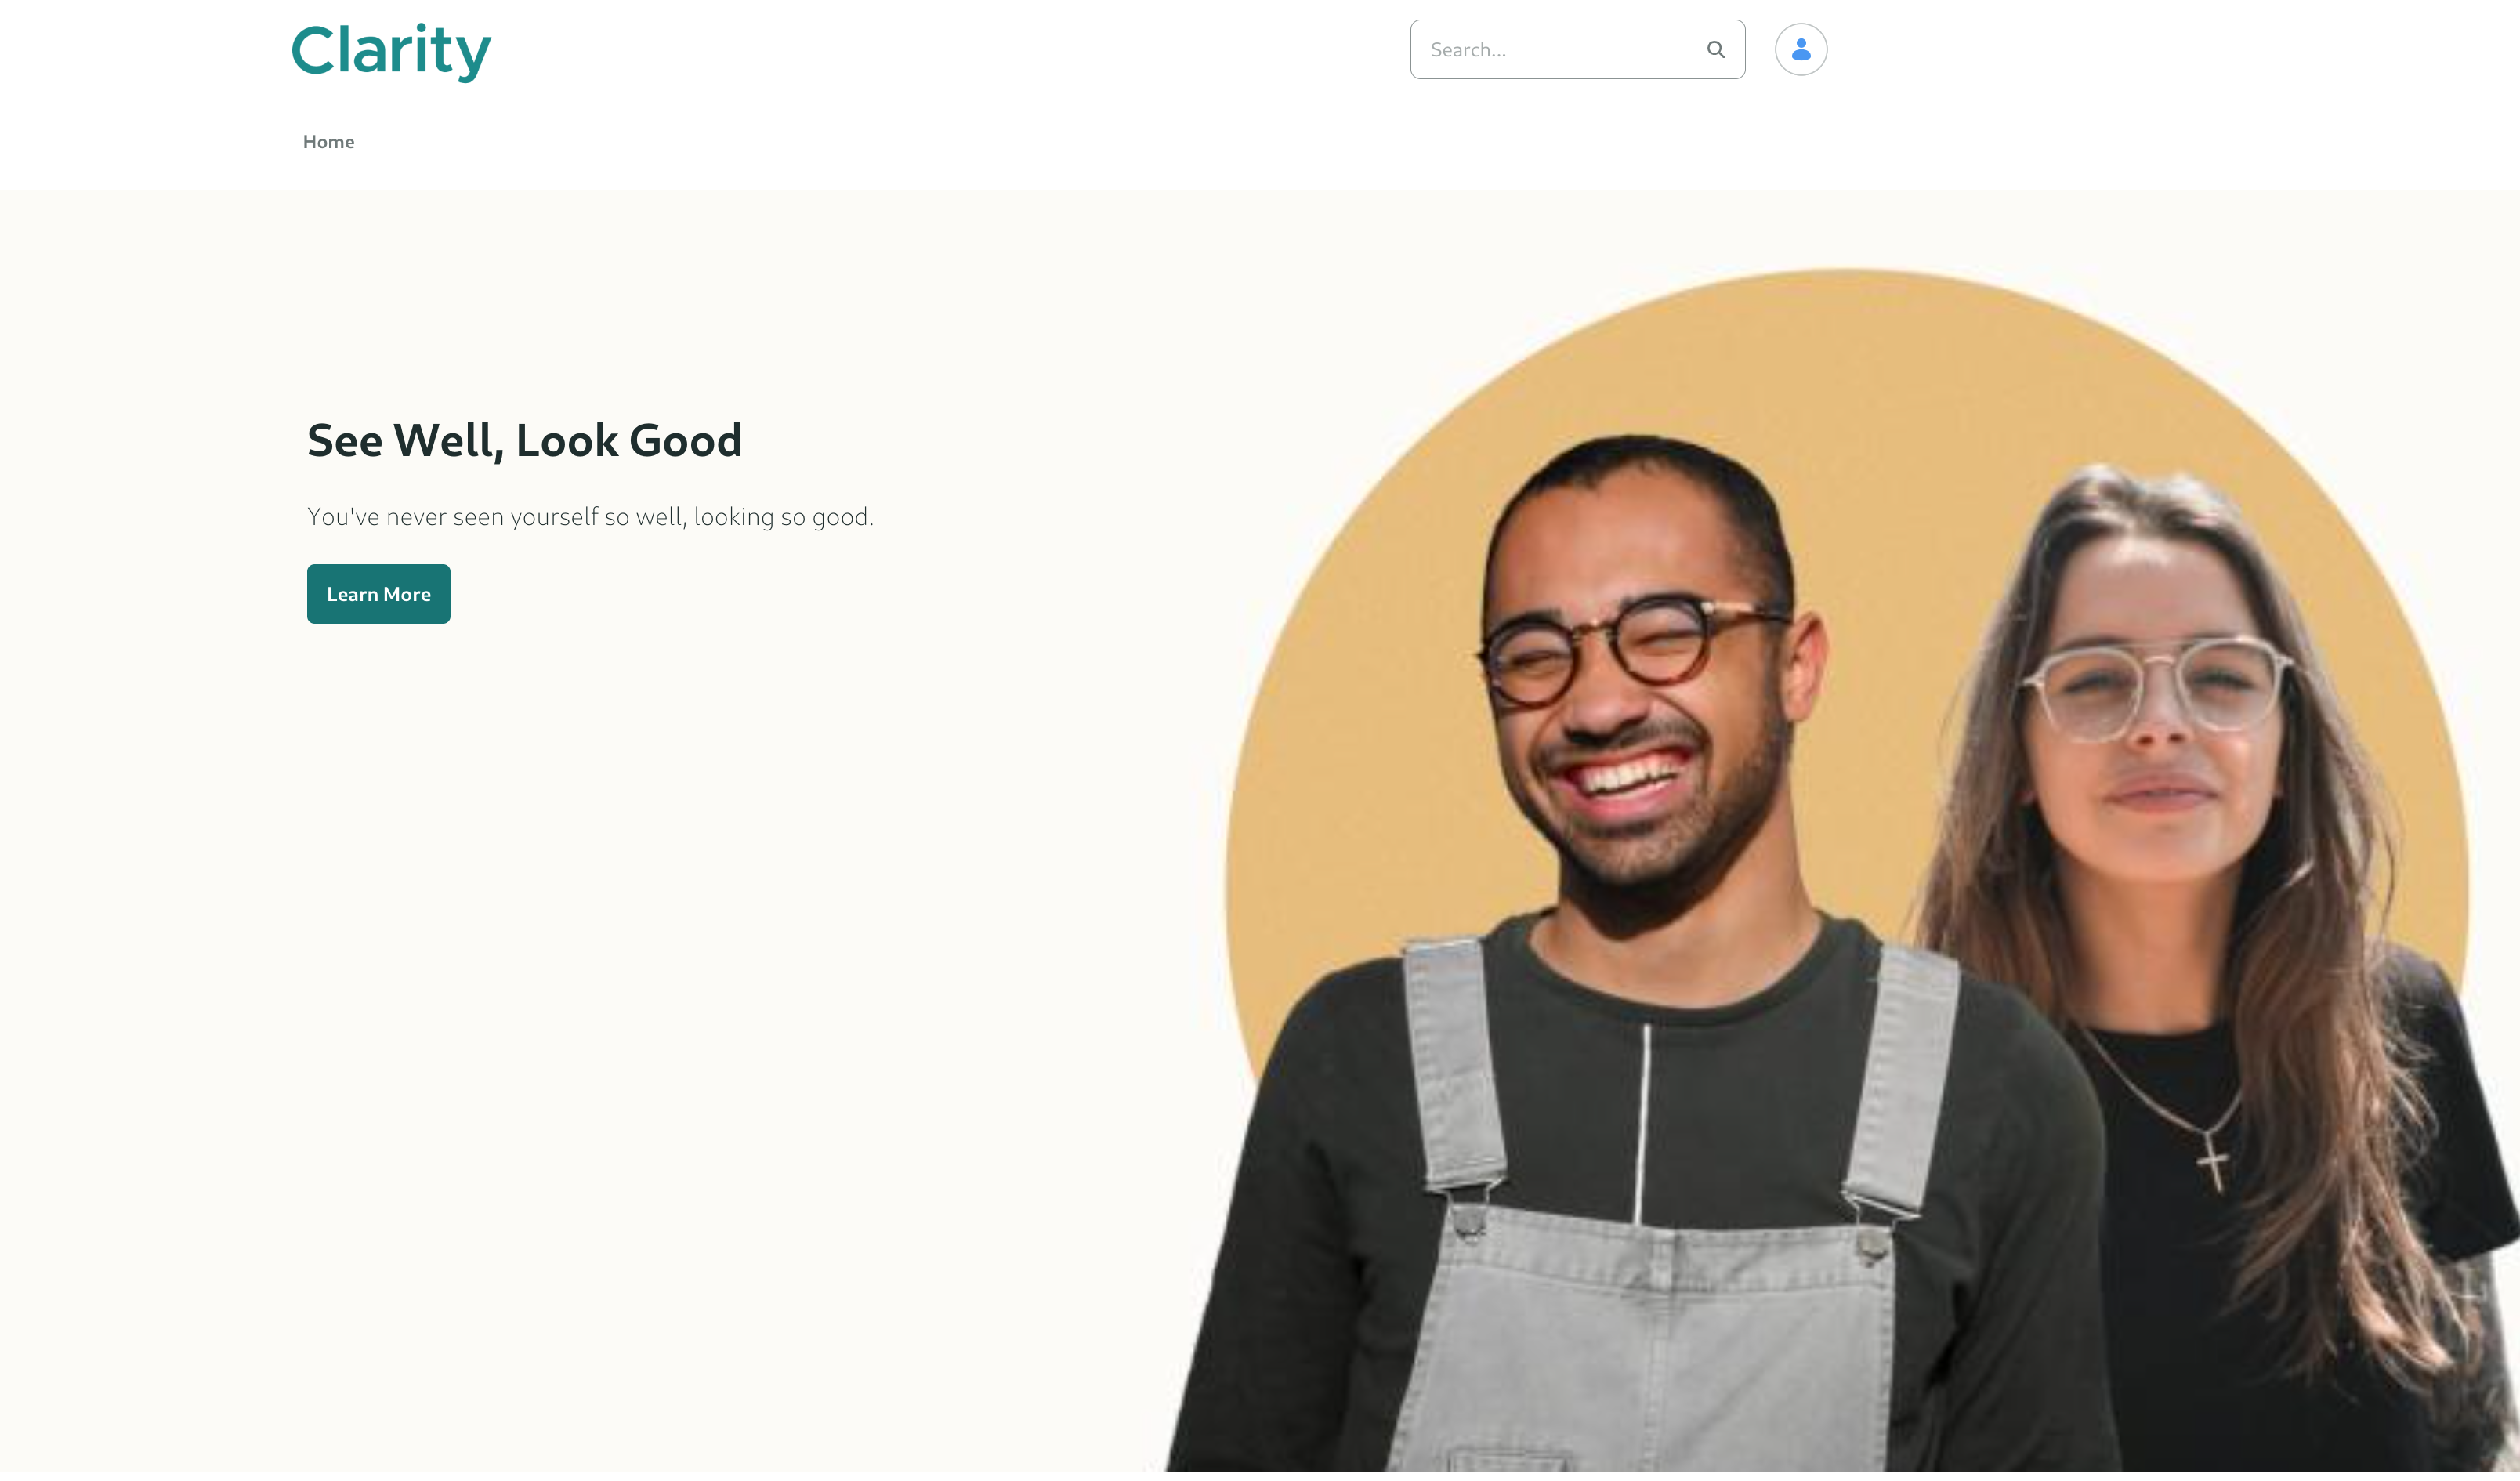 Clarity
Search...
Home
See Well, Look Good
You've never seen yourself so well, looking so good.
Learn More